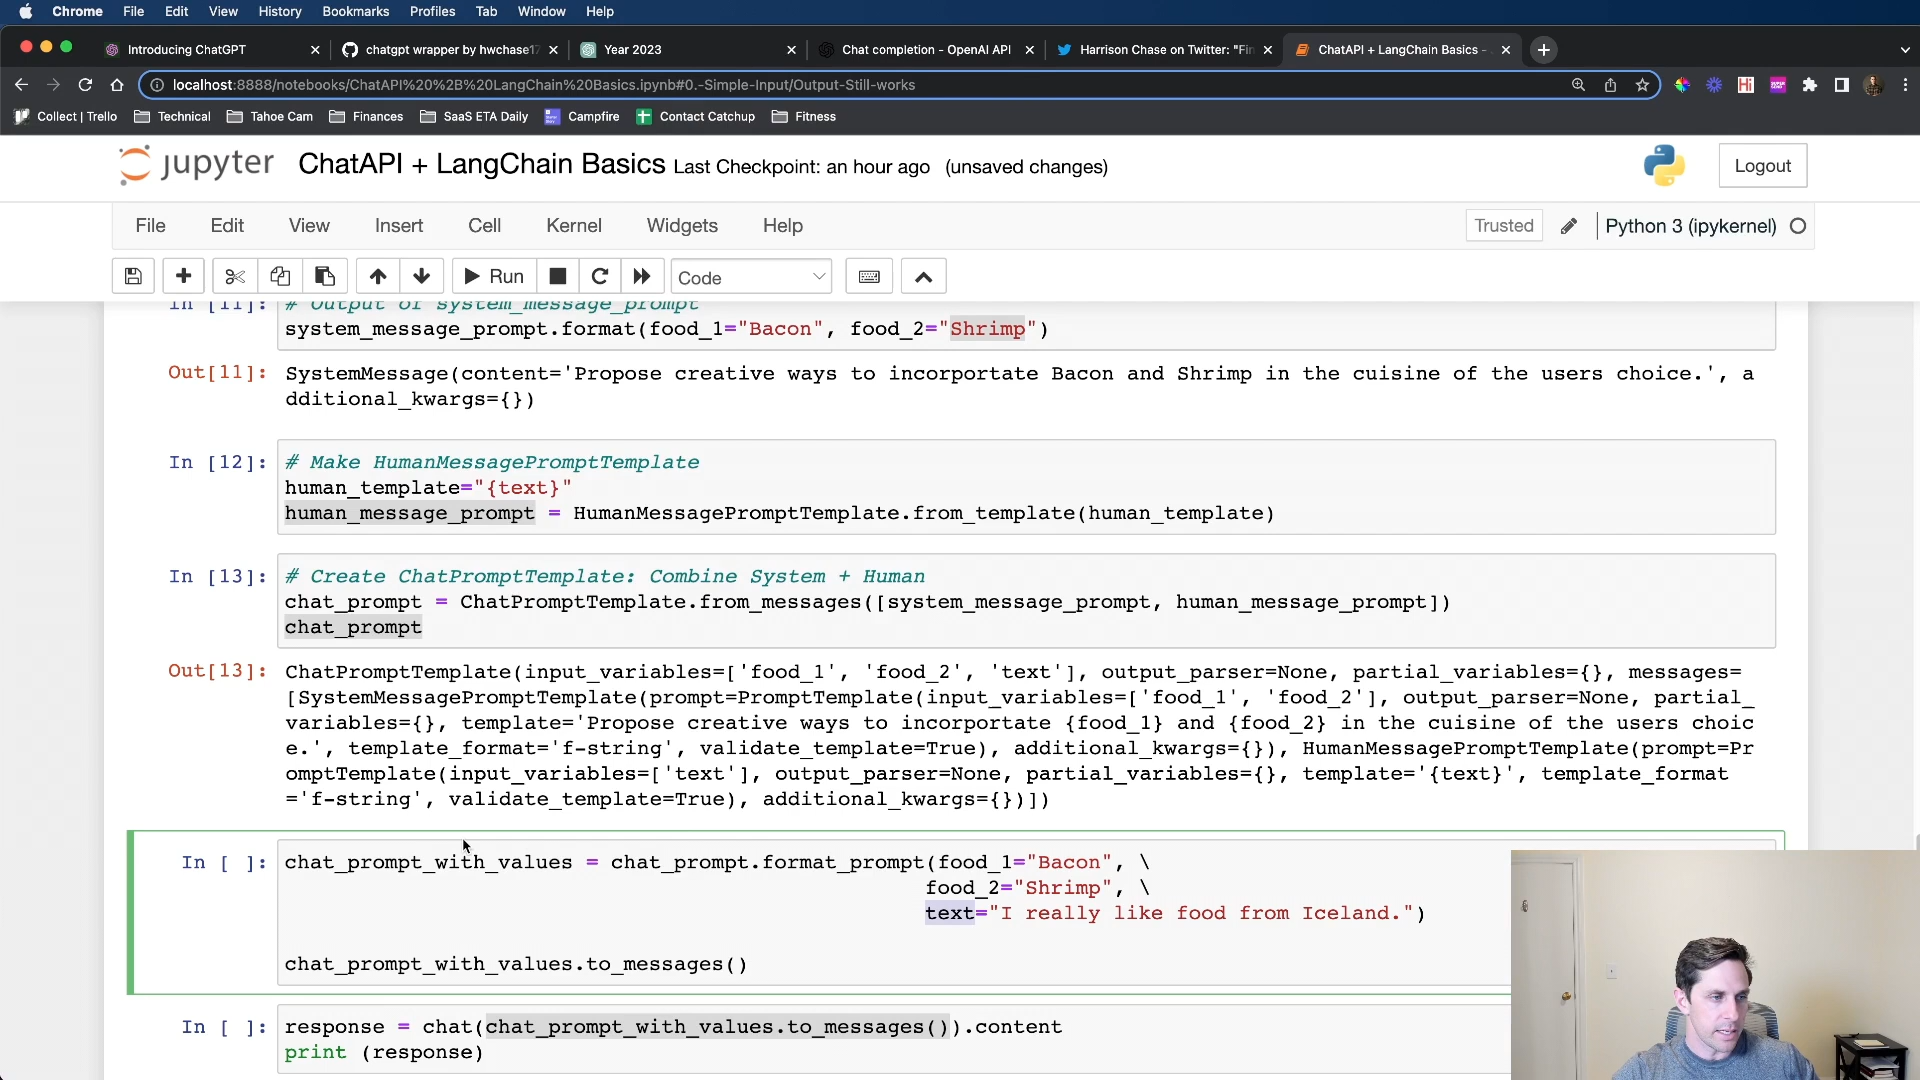 Chrome File Edit View History Bookmarks Profiles Tab Window Help
Introducing ChatGPT chatgpt wrapper by hwchase17 Year 2023 Chat completion - OpenAI API Harrison Chase on Twitter: "Fin ChatAPI + LangChain Basics -
localhost:8888/notebooks/ChatAPI%20%2B%20LangChain%20Basics.ipynb#0.-Simple-Input/Output-Still-works
Collect | Trello Technical Tahoe Cam Finances SaaS ETA Daily Campfire Contact Catchup Fitness
jupyter ChatAPI + LangChain Basics Last Checkpoint: an hour ago (unsaved changes) Logout
File Edit View Insert Cell Kernel Widgets Help Trusted Python 3 (ipykernel)
Run Code
In [11]: # Output of system_message_prompt
system_message_prompt.format(food_1="Bacon", food_2="Shrimp")
Out[11]: SystemMessage(content='Propose creative ways to incorportate Bacon and Shrimp in the cuisine of the users choice.', a
dditional_kwargs={})
In [12]: # Make HumanMessagePromptTemplate
human_template="{text}"
human_message_prompt = HumanMessagePromptTemplate.from_template(human_template)
In [13]: # Create ChatPromptTemplate: Combine System + Human
chat_prompt = ChatPromptTemplate.from_messages([system_message_prompt, human_message_prompt])
chat_prompt
Out[13]: ChatPromptTemplate(input_variables=['food_1', 'food_2', 'text'], output_parser=None, partial_variables={}, messages=
[SystemMessagePromptTemplate(prompt=PromptTemplate(input_variables=['food_1', 'food_2'], output_parser=None, partial_
variables={}, template='Propose creative ways to incorportate {food_1} and {food_2} in the cuisine of the users choic
e.', template_format='f-string', validate_template=True), additional_kwargs={}), HumanMessagePromptTemplate(prompt=Pr
omptTemplate(input_variables=['text'], output_parser=None, partial_variables={}, template='{text}', template_format
='f-string', validate_template=True), additional_kwargs={})])
In [ ]: chat_prompt_with_values = chat_prompt.format_prompt(food_1="Bacon", \
food_2="Shrimp", \
text="I really like food from Iceland.")
chat_prompt_with_values.to_messages()
In [ ]: response = chat(chat_prompt_with_values.to_messages()).content
print (response)